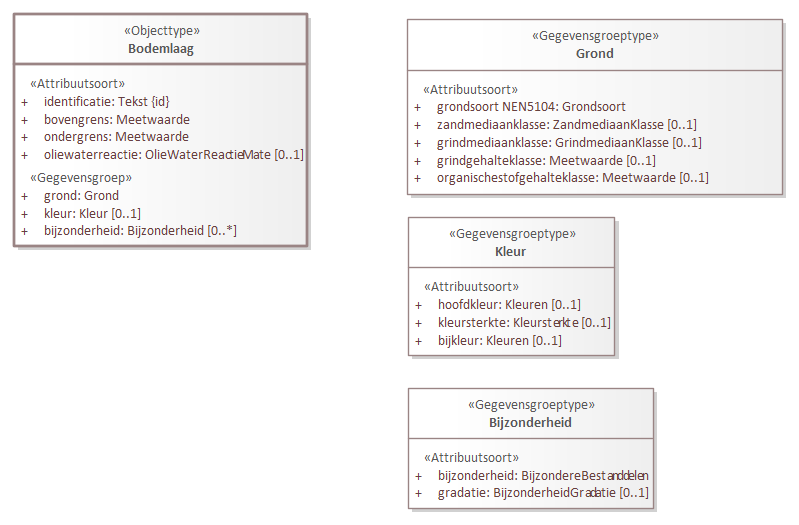 «Objecttype»
Bodemlaag
«Attribuutsoort»
+ identificatie: Tekst {id}
+ bovengrens: Meetwaarde
+ ondergrens: Meetwaarde
+ oliewaterreactie: OlieWaterReactieMate [0..1]
«Gegevensgroep»
+ grond: Grond
+ kleur: Kleur [0..1]
+ bijzonderheid: Bijzonderheid [0..*]
«Gegevensgroeptype»
Grond
«Attribuutsoort»
+ grondsoort NEN5104: Grondsoort
+ zandmediaanklasse: ZandmediaanKlasse [0..1]
+ grindmediaanklasse: GrindmediaanKlasse [0..1]
+ grindgehalteklasse: Meetwaarde [0..1]
+ organischestofgehalteklasse: Meetwaarde [0..1]
«Gegevensgroeptype»
Kleur
«Attribuutsoort»
+ hoofdkleur: Kleuren [0..1]
+ kleursterkte: Kleursterkte [0..1]
+ bijkleur: Kleuren [0..1]
«Gegevensgroeptype»
Bijzonderheid
«Attribuutsoort»
+ bijzonderheid: BijzondereBestanddelen
+ gradatie: BijzonderheidGradatie [0..1]